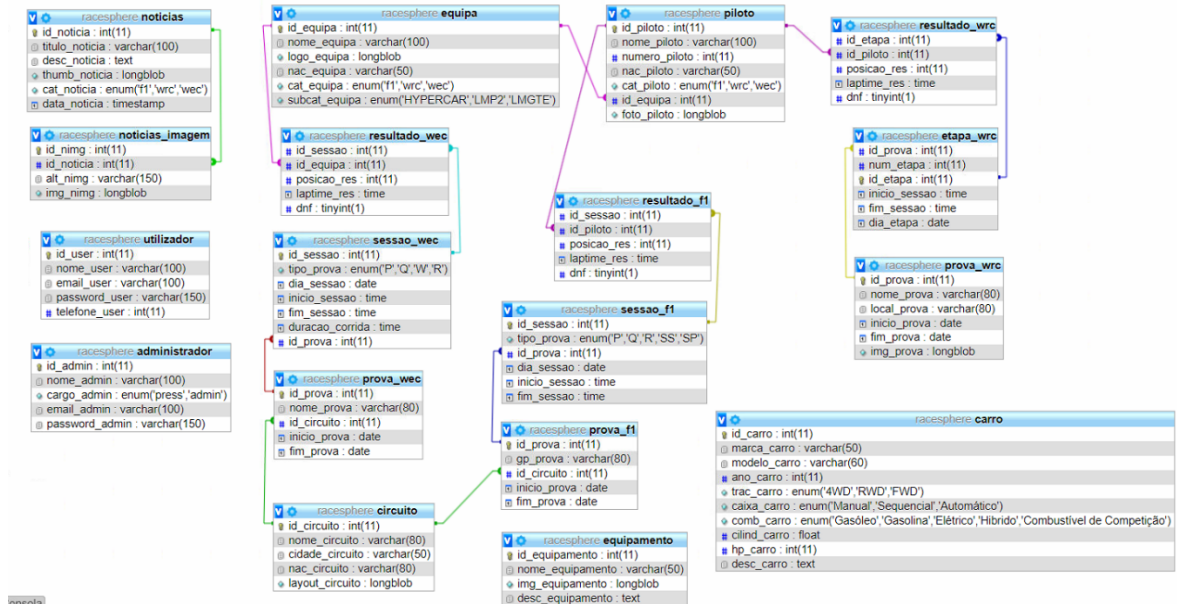 racesphere noticias
id_noticia : int(11)
titulo_noticia : varchar(100)
desc_noticia : text
thumb_noticia : longblob
cat_noticia : enum('f1','wrc','wec')
data_noticia : timestamp
racesphere noticias_imagem
id_nimg : int(11)
id_noticia : int(11)
alt_nimg : varchar(150)
img_nimg : longblob
racesphere utilizador
id_user : int(11)
nome_user : varchar(100)
email_user : varchar(100)
password_user : varchar(150)
telefone_user : int(11)
racesphere administrador
id_admin : int(11)
nome_admin : varchar(100)
cargo_admin : enum('press','admin')
email_admin : varchar(100)
password_admin : varchar(150)
racesphere equipa
id_equipa : int(11)
nome_equipa : varchar(100)
logo_equipa : longblob
nac_equipa : varchar(50)
cat_equipa : enum('f1','wrc','wec')
subcat_equipa : enum('HYPERCAR','LMP2','LMGTE')
racesphere resultado_wec
id_sessao : int(11)
id_equipa : int(11)
posicao_res : int(11)
laptime_res : time
dnf : tinyint(1)
racesphere sessao_wec
id_sessao : int(11)
tipo_prova : enum('P','Q','W','R')
dia_sessao : date
inicio_sessao : time
fim_sessao : time
duracao_corrida : time
id_prova : int(11)
racesphere prova_wec
id_prova : int(11)
nome_prova : varchar(80)
id_circuito : int(11)
inicio_prova : date
fim_prova : date
racesphere circuito
id_circuito : int(11)
nome_circuito : varchar(80)
cidade_circuito : varchar(50)
nac_circuito : varchar(80)
layout_circuito : longblob
racesphere piloto
id_piloto : int(11)
nome_piloto : varchar(100)
numero_piloto : int(11)
nac_piloto : varchar(50)
cat_piloto : enum('f1','wrc','wec')
id_equipa : int(11)
foto_piloto : longblob
racesphere resultado_f1
id_sessao : int(11)
id_piloto : int(11)
posicao_res : int(11)
laptime_res : time
dnf : tinyint(1)
racesphere sessao_f1
id_sessao : int(11)
tipo_prova : enum('P','Q','R','SS','SP')
id_prova : int(11)
dia_sessao : date
inicio_sessao : time
fim_sessao : time
racesphere prova_f1
id_prova : int(11)
gp_prova : varchar(80)
id_circuito : int(11)
inicio_prova : date
fim_prova : date
racesphere equipamento
id_equipamento : int(11)
nome_equipamento : varchar(50)
img_equipamento : longblob
desc_equipamento : text
racesphere resultado_wrc
id_etapa : int(11)
id_piloto : int(11)
posicao_res : int(11)
laptime_res : time
dnf : tinyint(1)
racesphere etapa_wrc
id_prova : int(11)
num_etapa : int(11)
id_etapa : int(11)
inicio_sessao : time
fim_sessao : time
dia_etapa : date
racesphere prova_wrc
id_prova : int(11)
nome_prova : varchar(80)
local_prova : varchar(80)
inicio_prova : date
fim_prova : date
img_prova : longblob
racesphere carro
id_carro : int(11)
marca_carro : varchar(50)
modelo_carro : varchar(60)
ano_carro : int(11)
trac_carro : enum('4WD','RWD','FWD')
caixa_carro : enum('Manual','Sequencial','Automático')
comb_carro : enum('Gasóleo','Gasolina','Elétrico','Hibrido','Combustível de Competição')
cilind_carro : float
hp_carro : int(11)
desc_carro : text